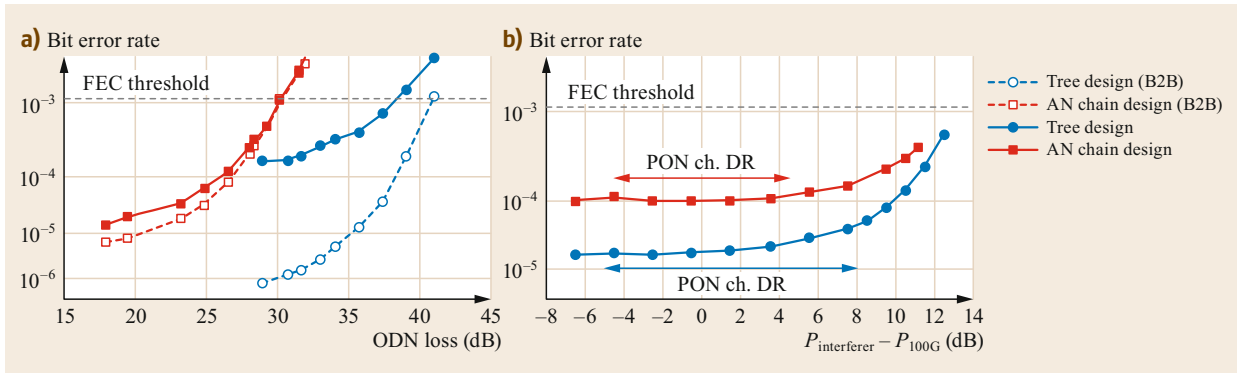 a) Bit error rate
FEC threshold
10⁻³
10⁻⁴
10⁻⁵
10⁻⁶
15 20 25 30 35 40 45
ODN loss (dB)
b) Bit error rate
FEC threshold
10⁻³
PON ch. DR
10⁻⁴
10⁻⁵
PON ch. DR
−8 −6 −4 −2 0 2 4 6 8 10 12 14
P_interferer – P_100G (dB)
Tree design (B2B)
AN chain design (B2B)
Tree design
AN chain design